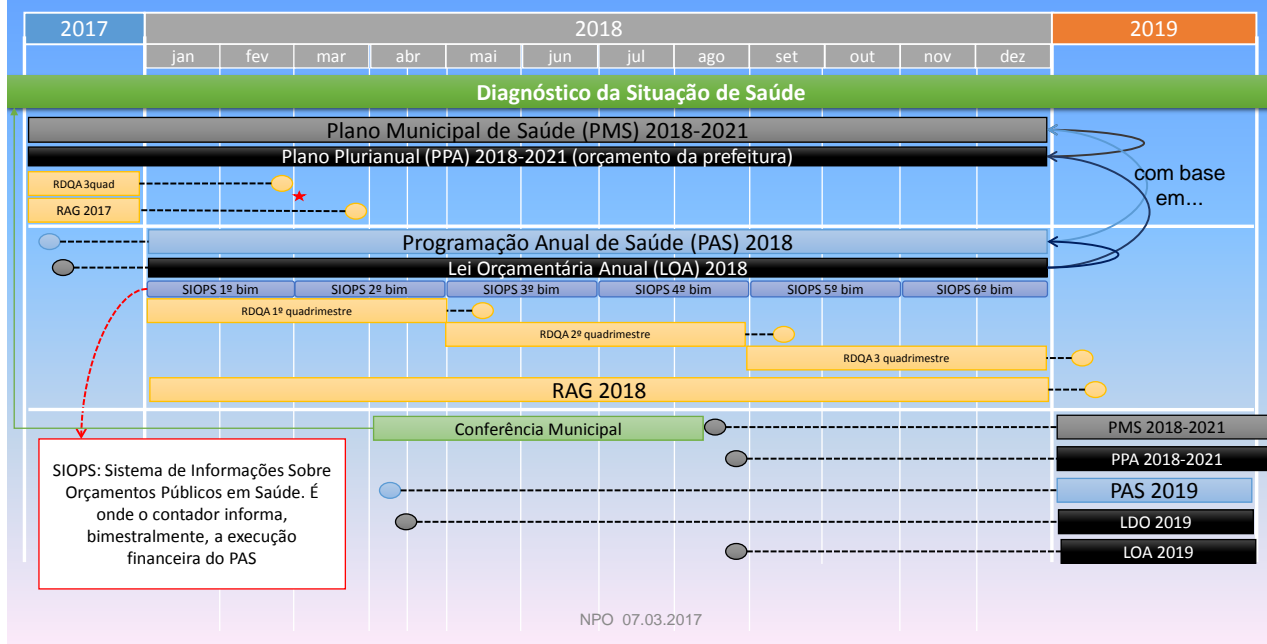 2017 2018 2019
jan fev mar abr mai jun jul ago set out nov dez
Diagnóstico da Situação de Saúde
Plano Municipal de Saúde (PMS) 2018-2021
Plano Plurianual (PPA) 2018-2021 (orçamento da prefeitura)
com base
em...
RDQA 3quad
RAG 2017
Programação Anual de Saúde (PAS) 2018
Lei Orçamentária Anual (LOA) 2018
SIOPS 1º bim SIOPS 2º bim SIOPS 3º bim SIOPS 4º bim SIOPS 5º bim SIOPS 6º bim
RDQA 1º quadrimestre
RDQA 2º quadrimestre
RDQA 3 quadrimestre
RAG 2018
Conferência Municipal
PMS 2018-2021
PPA 2018-2021
PAS 2019
LDO 2019
LOA 2019
SIOPS: Sistema de Informações Sobre
Orçamentos Públicos em Saúde. É
onde o contador informa,
bimestralmente, a execução
financeira do PAS
NPO 07.03.2017